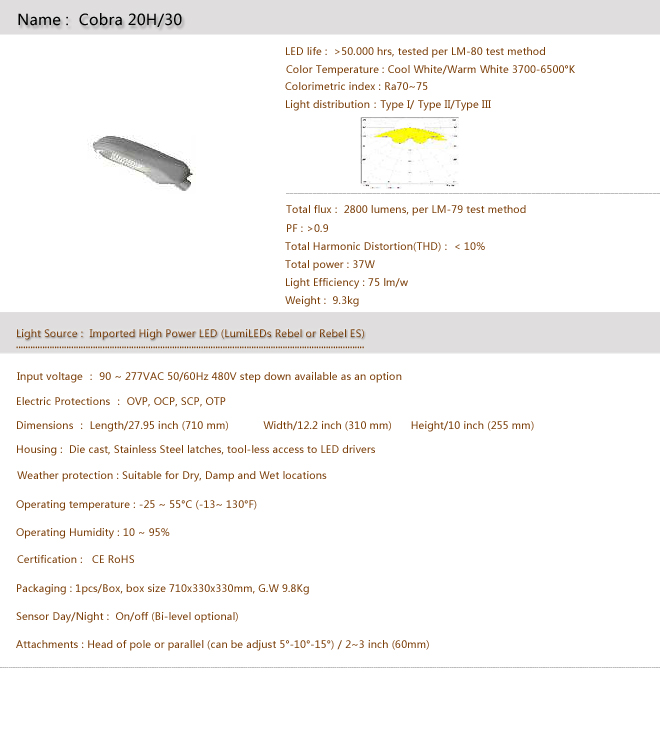 Name : Cobra 20H/30
LED life : >50.000 hrs, tested per LM-80 test method
Color Temperature : Cool White/Warm White 3700-6500°K
Colorimetric index : Ra70~75
Light distribution : Type I/ Type II/Type III
Total flux : 2800 lumens, per LM-79 test method
PF : >0.9
Total Harmonic Distortion(THD) : < 10%
Total power : 37W
Light Efficiency : 75 lm/w
Weight : 9.3kg
Light Source : Imported High Power LED (LumiLEDs Rebel or Rebel ES)
Input voltage : 90 ~ 277VAC 50/60Hz 480V step down available as an option
Electric Protections : OVP, OCP, SCP, OTP
Dimensions : Length/27.95 inch (710 mm) Width/12.2 inch (310 mm) Height/10 inch (255 mm)
Housing : Die cast, Stainless Steel latches, tool-less access to LED drivers
Weather protection : Suitable for Dry, Damp and Wet locations
Operating temperature : -25 ~ 55°C (-13~ 130°F)
Operating Humidity : 10 ~ 95%
Certification : CE RoHS
Packaging : 1pcs/Box, box size 710x330x330mm, G.W 9.8Kg
Sensor Day/Night : On/off (Bi-level optional)
Attachments : Head of pole or parallel (can be adjust 5°-10°-15°) / 2~3 inch (60mm)